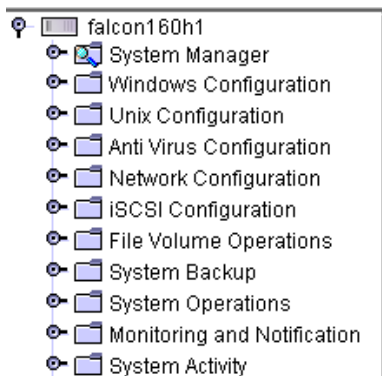 falcon160h1
System Manager
Windows Configuration
Unix Configuration
Anti Virus Configuration
Network Configuration
iSCSI Configuration
File Volume Operations
System Backup
System Operations
Monitoring and Notification
System Activity